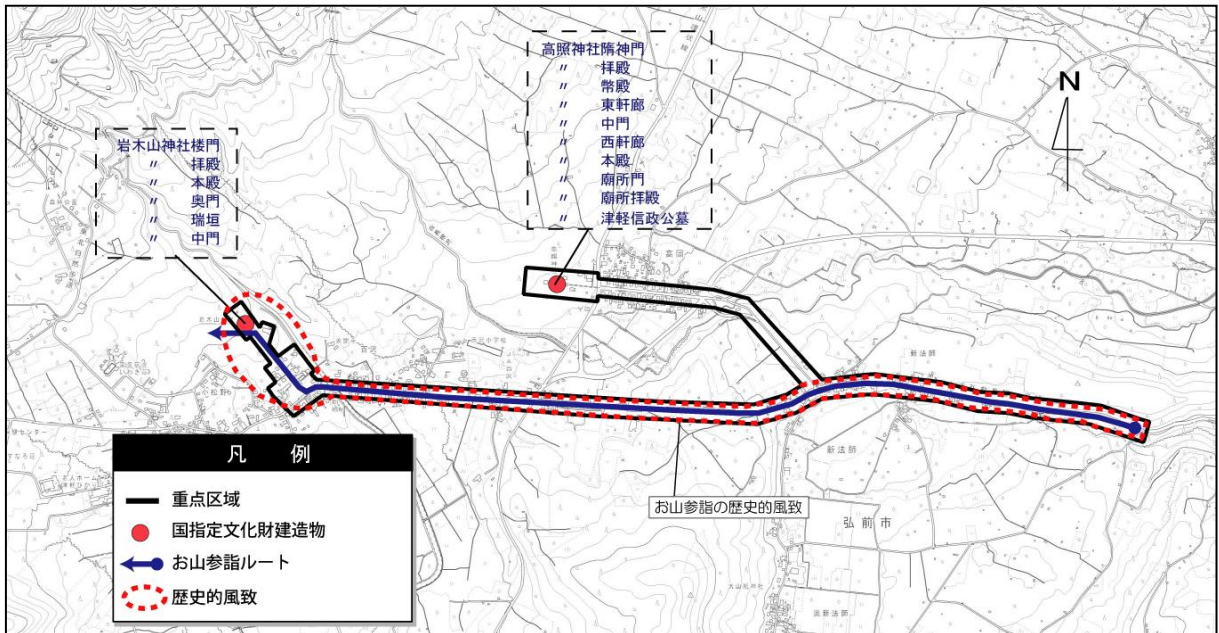 高照神社隋神門
〃 拝殿
〃 幣殿
〃 東軒廊
〃 中門
〃 西軒廊
〃 本殿
〃 廟所門
〃 廟所拝殿
〃 津軽信政公墓
N
岩木山神社楼門
〃 拝殿
〃 本殿
〃 奥門
〃 瑞垣
〃 中門
高岡
新法師
新法師
お山参詣の歴史的風致
弘前市
凡 例
重点区域
国指定文化財建造物
お山参詣ルート
歴史的風致